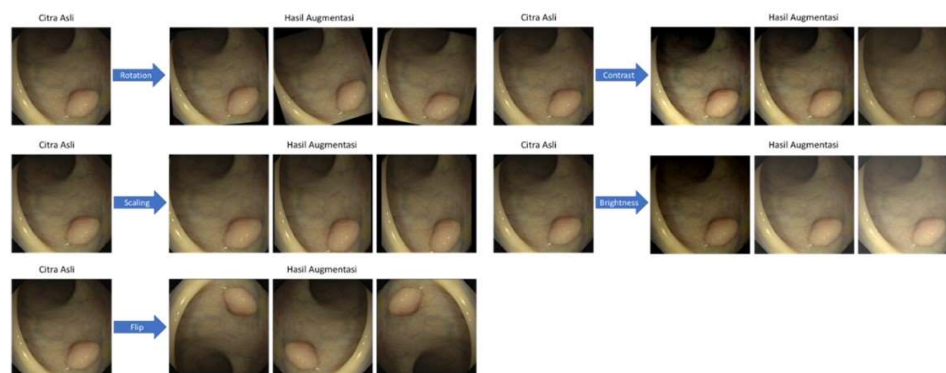 Citra Asli
Hasil Augmentasi
Rotation
Citra Asli
Hasil Augmentasi
Contrast
Citra Asli
Hasil Augmentasi
Scaling
Citra Asli
Hasil Augmentasi
Brightness
Citra Asli
Hasil Augmentasi
Flip